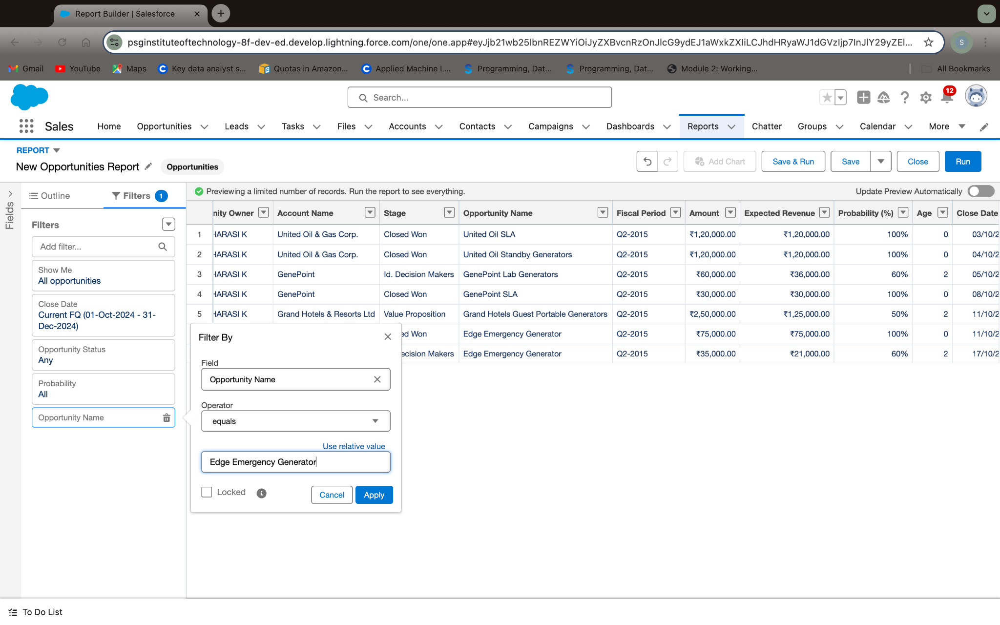 Report Builder | Salesforce
psginstituteoftechnology-8f-dev-ed.develop.lightning.force.com/one/one.app#eyJjb21wb25lbnREZWYiOiJyZXBvcnRzOnJlcG9ydEJ1aWxkZXIiLCJhdHRyaWJ1dGVzIjp7InJlY29yZEl...
S
Gmail YouTube Maps Key data analyst s... Quotas in Amazon... Applied Machine L... Programming, Dat... Programming, Dat... Module 2: Working... All Bookmarks
Search...
12
Sales Home Opportunities Leads Tasks Files Accounts Contacts Campaigns Dashboards Reports Chatter Groups Calendar More
REPORT
New Opportunities Report Opportunities
Add Chart Save & Run Save Close Run
Fields
Outline Filters 1
Previewing a limited number of records. Run the report to see everything. Update Preview Automatically
Filters
Add filter...
Show Me
All opportunities
Close Date
Current FQ (01-Oct-2024 - 31-
Dec-2024)
Opportunity Status
Any
Probability
All
Opportunity Name
nity Owner Account Name Stage Opportunity Name Fiscal Period Amount Expected Revenue Probability (%) Age Close Date
1 HARASI K United Oil & Gas Corp. Closed Won United Oil SLA Q2-2015 ₹1,20,000.00 ₹1,20,000.00 100% 0 03/10/2
2 HARASI K United Oil & Gas Corp. Closed Won United Oil Standby Generators Q2-2015 ₹1,20,000.00 ₹1,20,000.00 100% 0 04/10/2
3 HARASI K GenePoint Id. Decision Makers GenePoint Lab Generators Q2-2015 ₹60,000.00 ₹36,000.00 60% 2 05/10/2
4 HARASI K GenePoint Closed Won GenePoint SLA Q2-2015 ₹30,000.00 ₹30,000.00 100% 0 08/10/2
5 HARASI K Grand Hotels & Resorts Ltd Value Proposition Grand Hotels Guest Portable Generators Q2-2015 ₹2,50,000.00 ₹1,25,000.00 50% 2 11/10/2
ed Won Edge Emergency Generator Q2-2015 ₹75,000.00 ₹75,000.00 100% 0 11/10/2
ecision Makers Edge Emergency Generator Q2-2015 ₹35,000.00 ₹21,000.00 60% 2 17/10/2
Filter By
Field
Opportunity Name
Operator
equals
Use relative value
Edge Emergency Generator
Locked Cancel Apply
To Do List